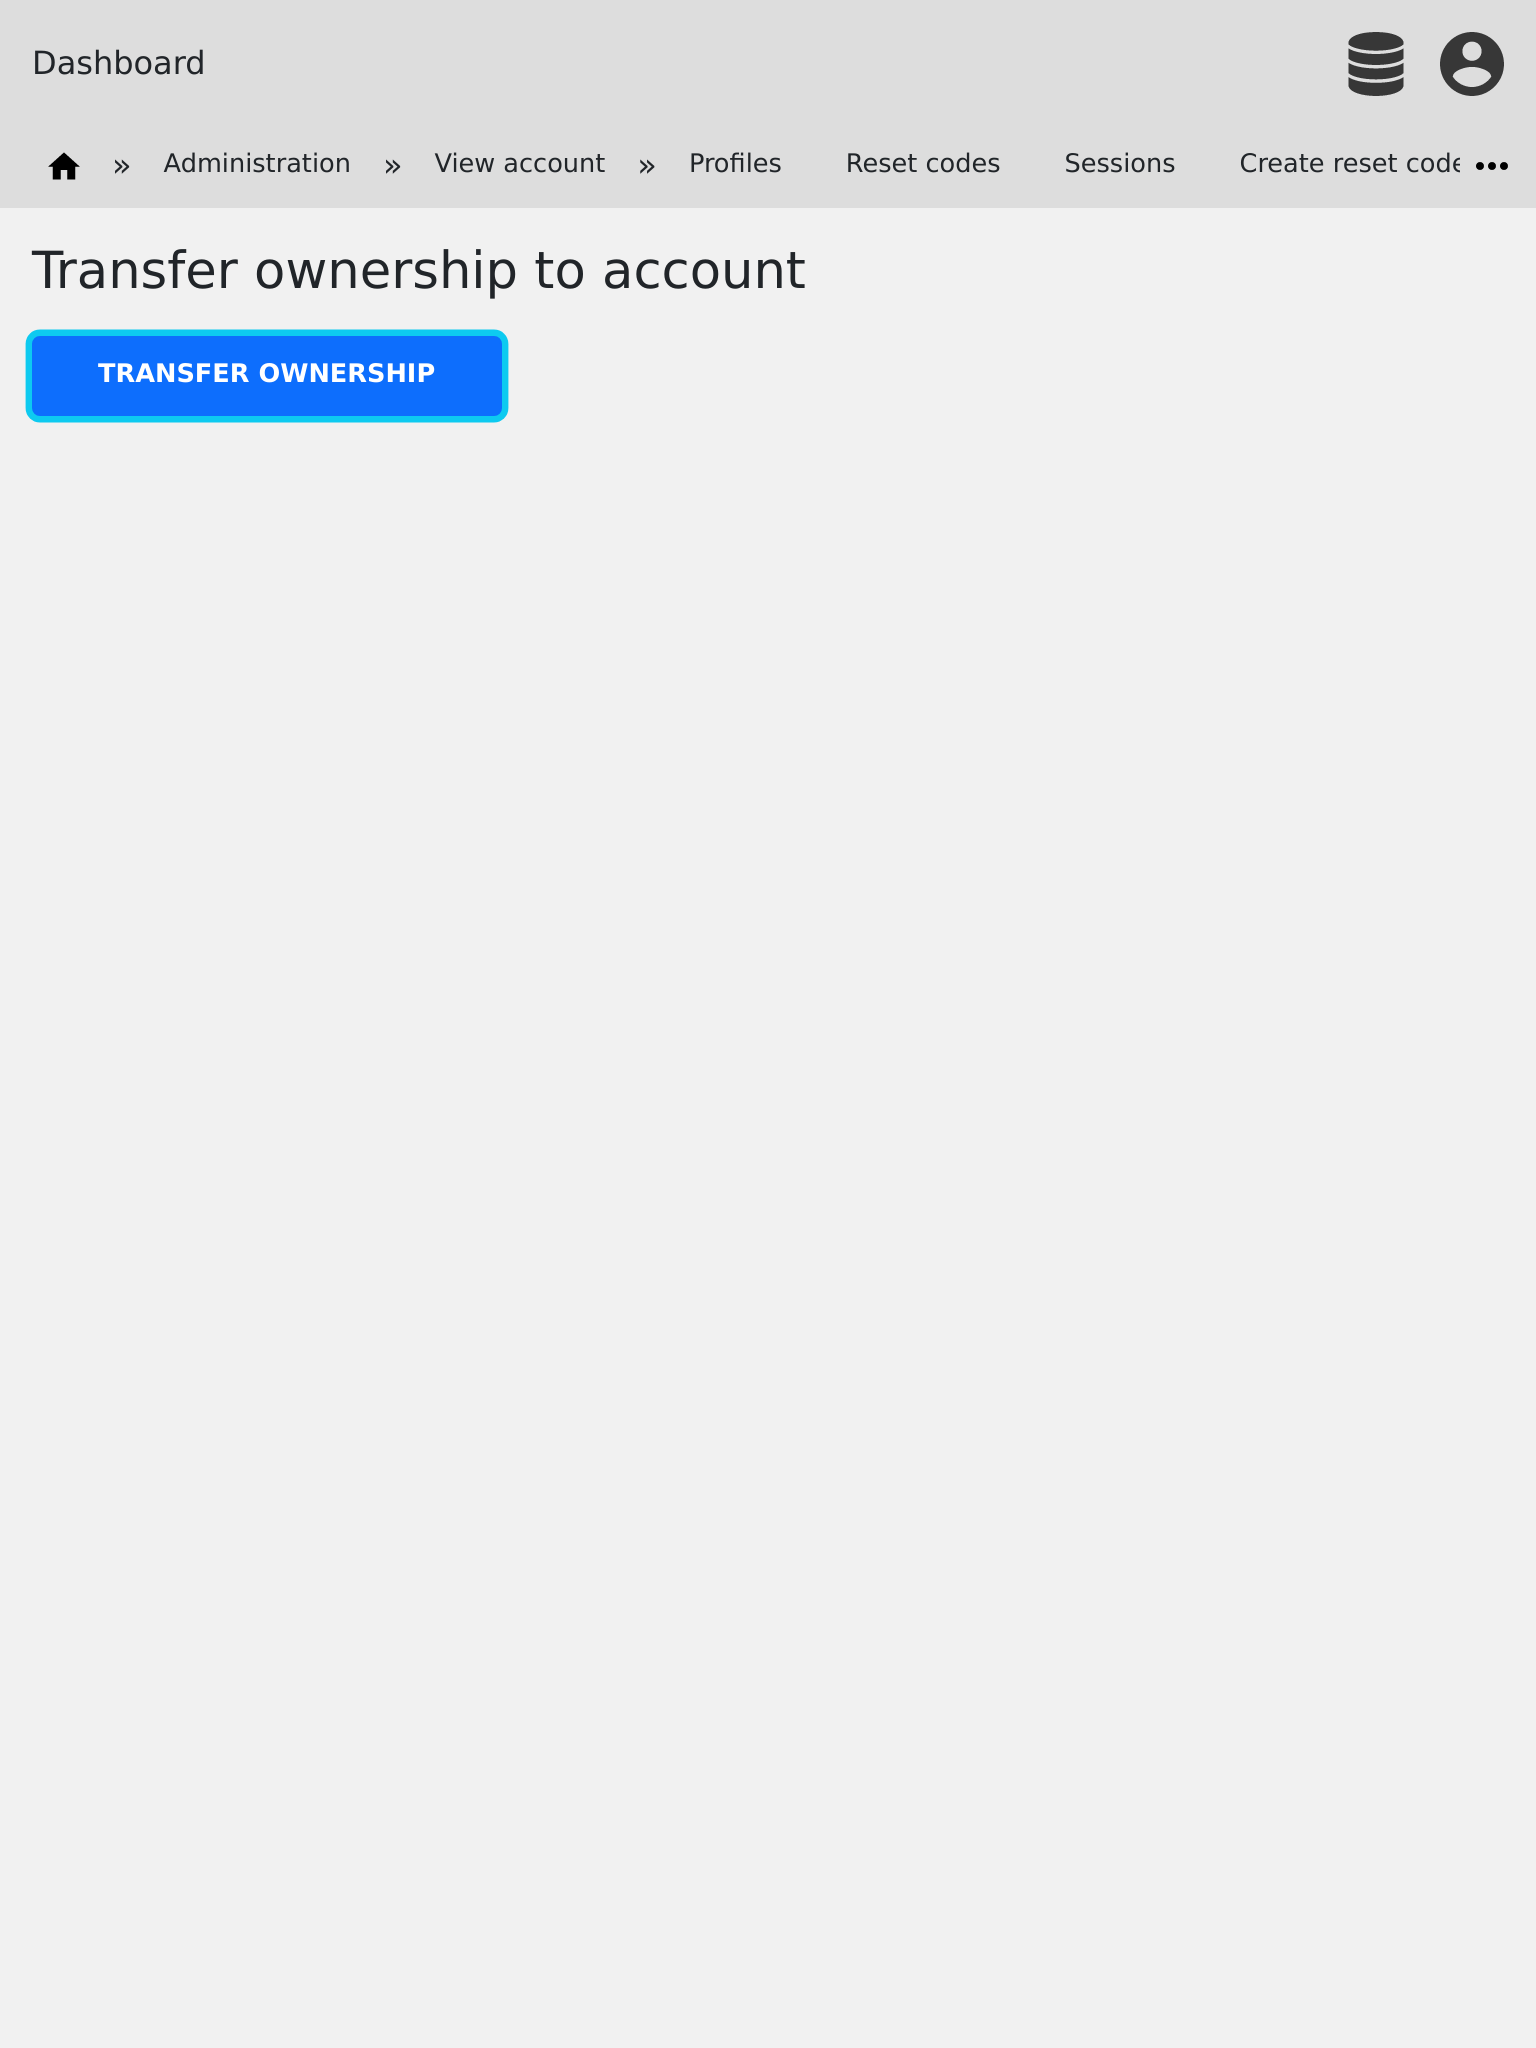 Dashboard
» Administration » View account » Profiles Reset codes Sessions Create reset code
Transfer ownership to account
TRANSFER OWNERSHIP